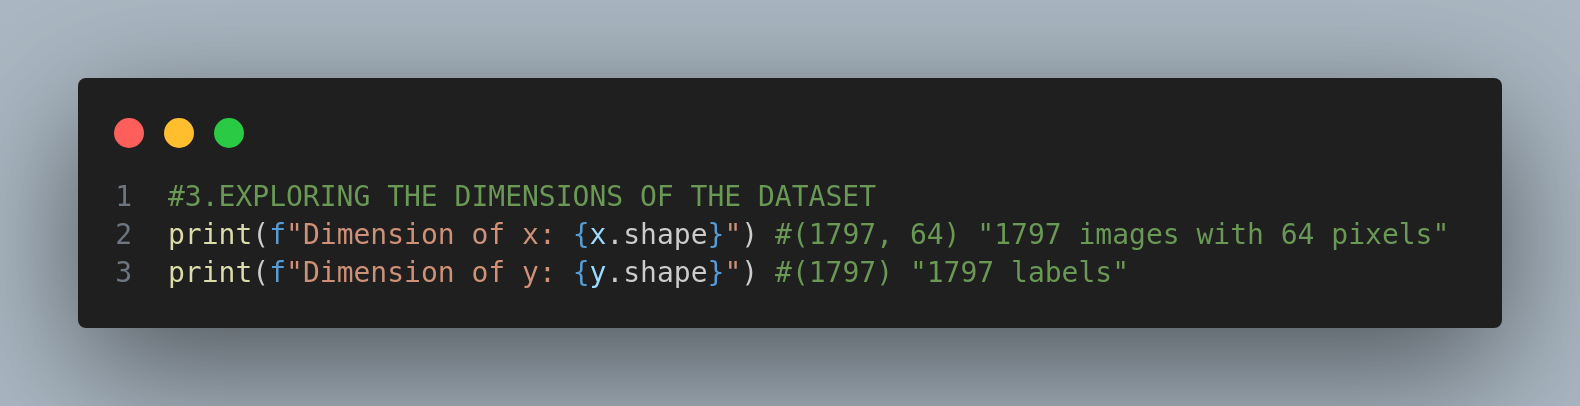 1 #3.EXPLORING THE DIMENSIONS OF THE DATASET
2 print(f"Dimension of x: {x.shape}") #(1797, 64) "1797 images with 64 pixels"
3 print(f"Dimension of y: {y.shape}") #(1797) "1797 labels"